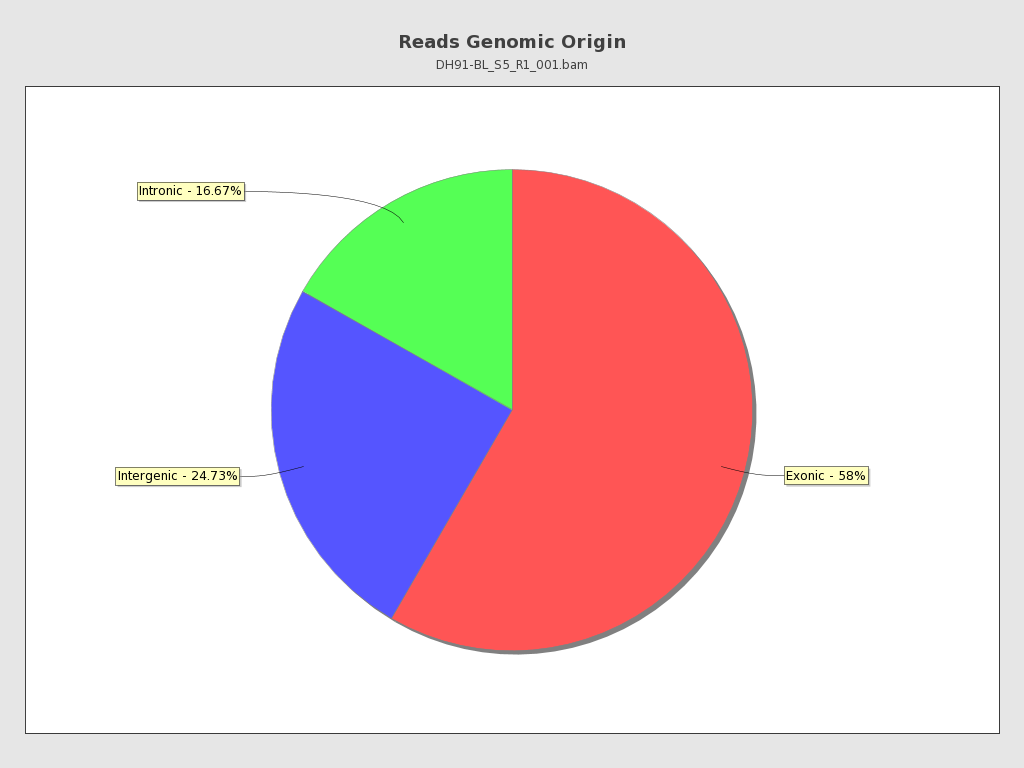 Reads Genomic Origin
DH91-BL_S5_R1_001.bam
Intronic - 16.67%
Intergenic - 24.73%
Exonic - 58%